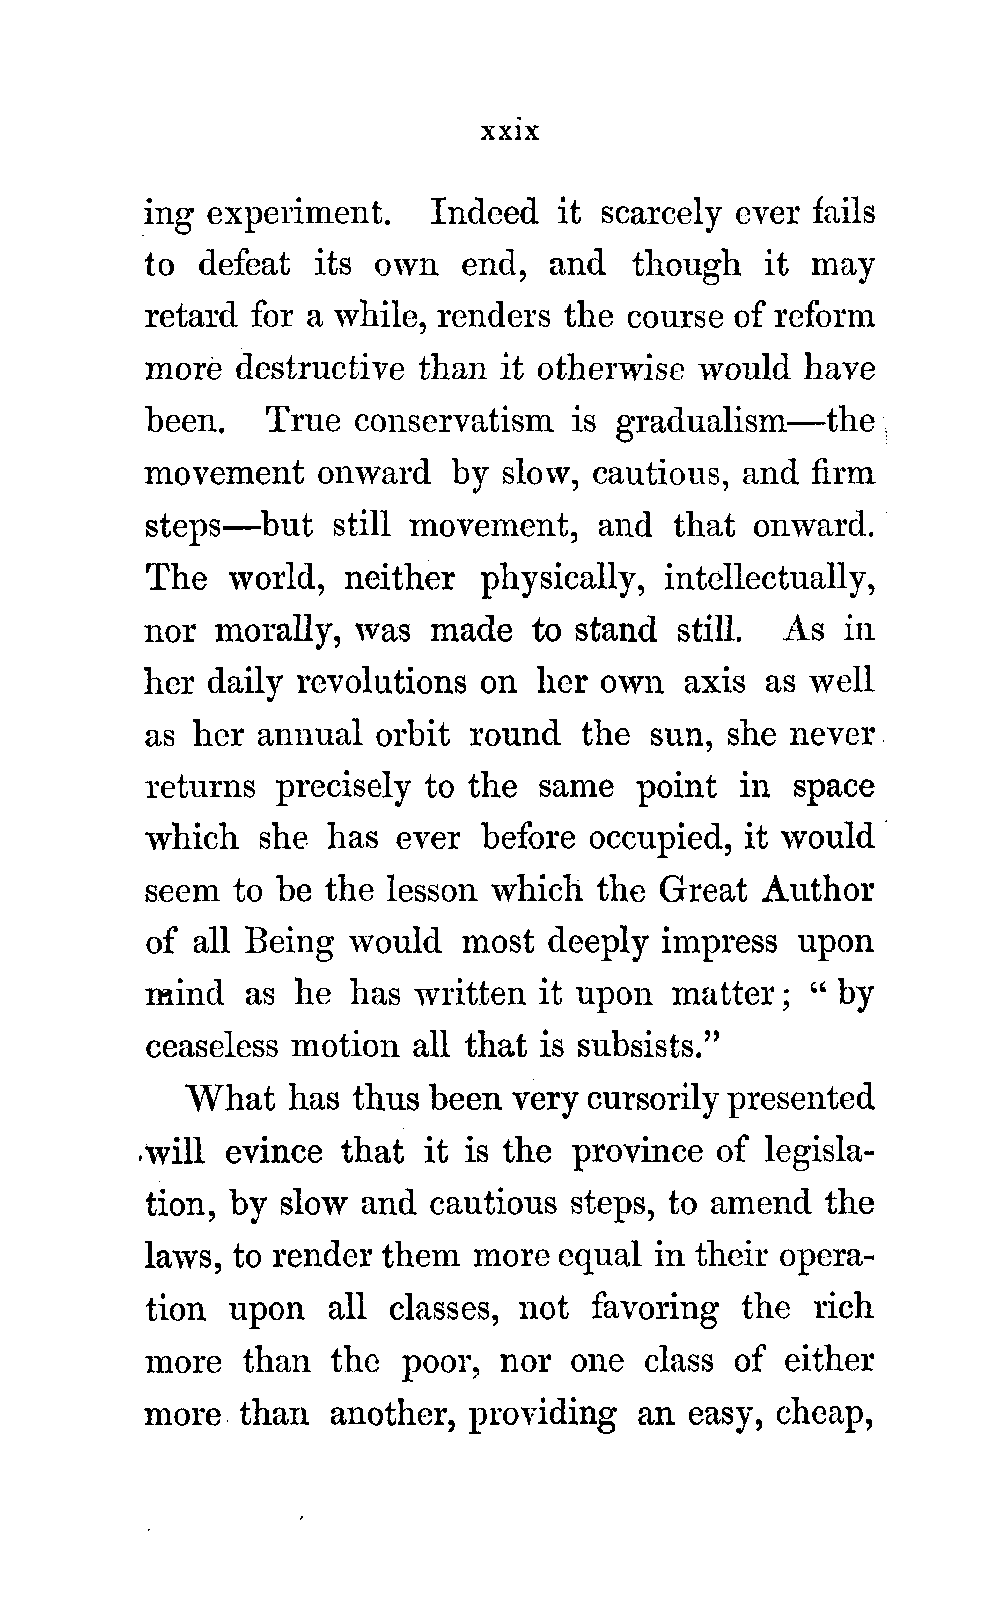 xxix
ing experiment. Indeed it scarcely ever fails
to defeat its own end, and though it may
retard for a while, renders the course of reform
more destructive than it otherwise would have
been. True conservatism is gradualism—the
movement onward by slow, cautious, and firm
steps—but still movement, and that onward.
The world, neither physically, intellectually,
nor morally, was made to stand still. As in
her daily revolutions on her own axis as well
as her annual orbit round the sun, she never
returns precisely to the same point in space
which she has ever before occupied, it would
seem to be the lesson which the Great Author
of all Being would most deeply impress upon
mind as he has written it upon matter; “ by
ceaseless motion all that is subsists.”
What has thus been very cursorily presented
will evince that it is the province of legisla-
tion, by slow and cautious steps, to amend the
laws, to render them more equal in their opera-
tion upon all classes, not favoring the rich
more than the poor, nor one class of either
more than another, providing an easy, cheap,